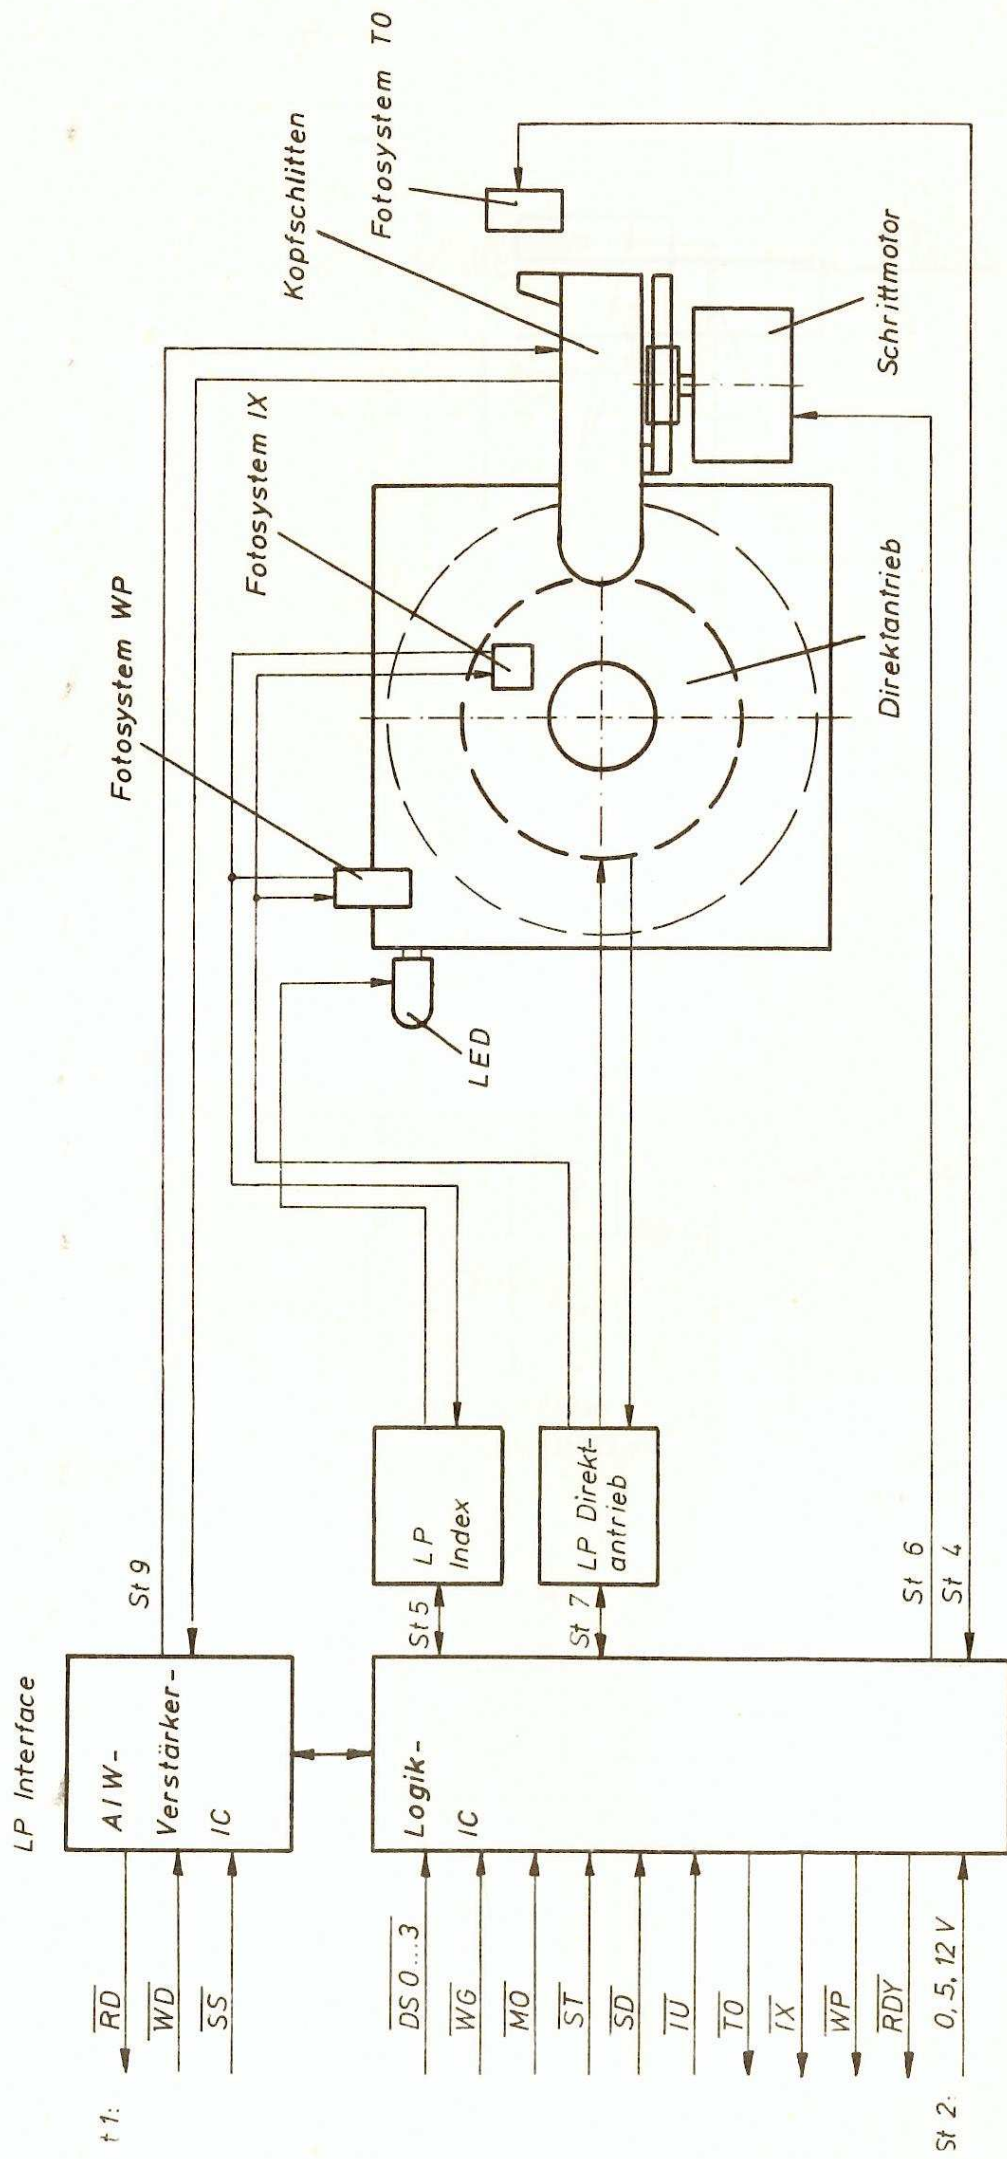 LP Interface
A/W-
Verstärker-
IC
St 9
t 1:
RD
WD
SS
Logik-
IC
DS 0...3
WG
MO
ST
SD
IU
TO
IX
WP
RDY
St 2:
0, 5, 12 V
St 5
LP
Index
St 7
LP Direkt-
antrieb
St 6
St 4
LED
Fotosystem WP
Fotosystem IX
Kopfschlitten
Fotosystem TO
Direktantrieb
Schrittmotor